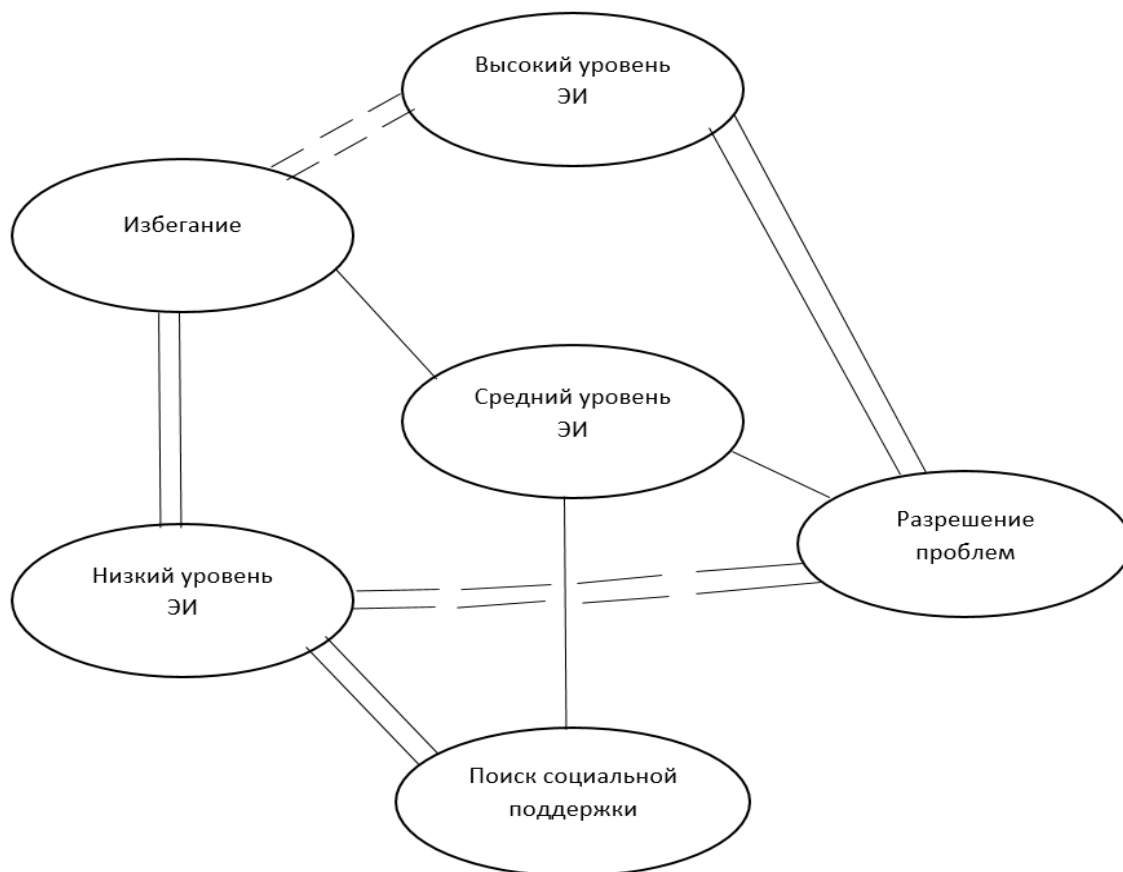 Высокий уровень
ЭИ
Избегание
Средний уровень
ЭИ
Разрешение
проблем
Низкий уровень
ЭИ
Поиск социальной
поддержки